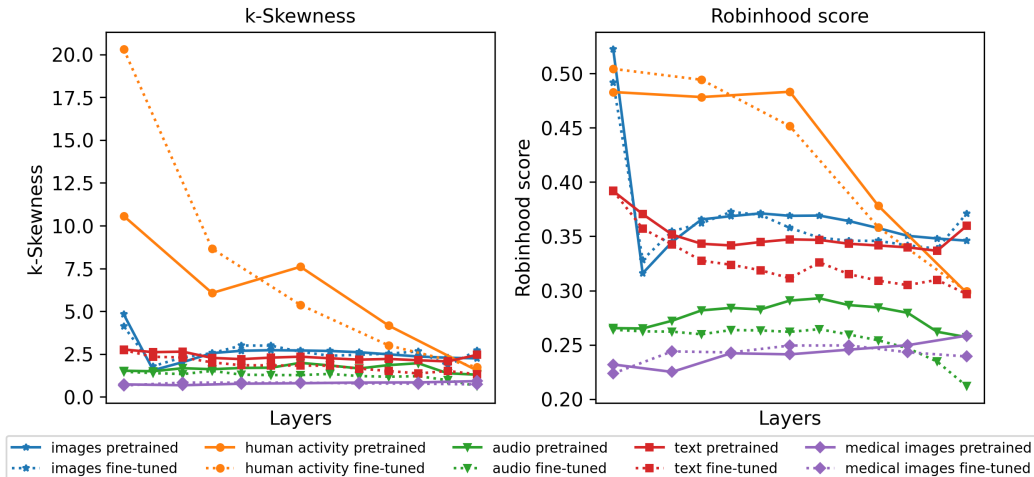 k-Skewness
Robinhood score
20.0
17.5
15.0
12.5
10.0
7.5
5.0
2.5
0.0
k-Skewness
Layers
0.50
0.45
0.40
0.35
0.30
0.25
0.20
Robinhood score
Layers
images pretrained
images fine-tuned
human activity pretrained
human activity fine-tuned
audio pretrained
audio fine-tuned
text pretrained
text fine-tuned
medical images pretrained
medical images fine-tuned